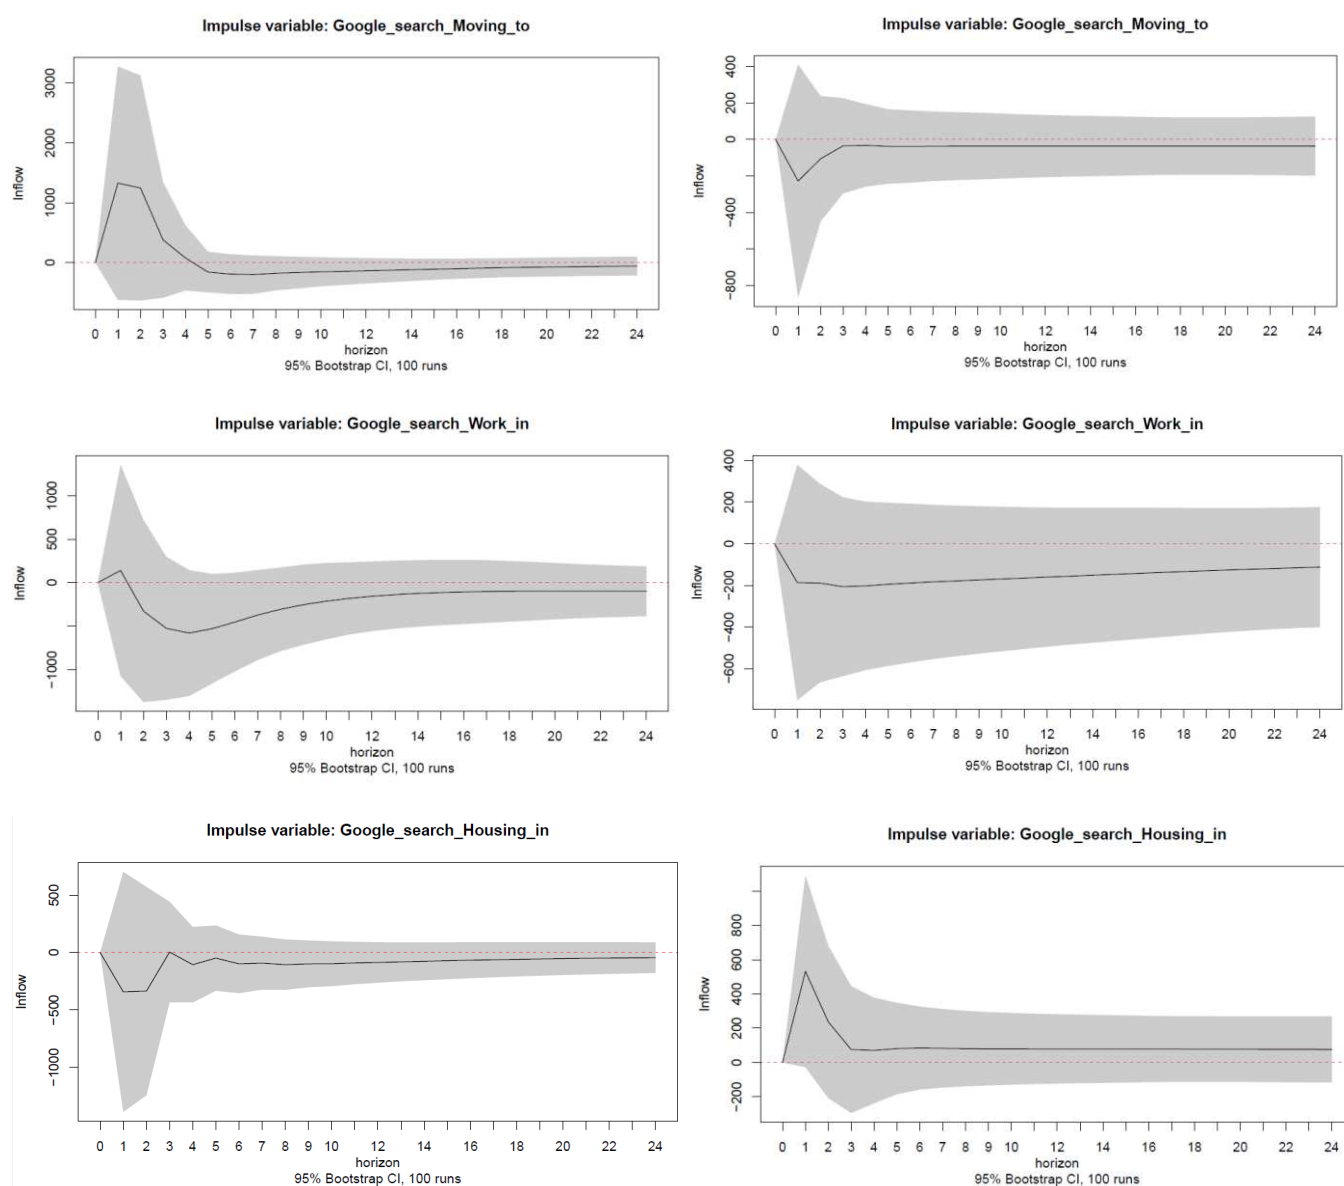 Impulse variable: Google_search_Moving_to
Inflow
3000
2000
1000
0
0 1 2 3 4 5 6 7 8 9 10 12 14 16 18 20 22 24
horizon
95% Bootstrap CI, 100 runs
Impulse variable: Google_search_Moving_to
Inflow
400
200
0
−400
−800
0 1 2 3 4 5 6 7 8 9 10 12 14 16 18 20 22 24
horizon
95% Bootstrap CI, 100 runs
Impulse variable: Google_search_Work_in
Inflow
1000
500
0
−1000
0 1 2 3 4 5 6 7 8 9 10 12 14 16 18 20 22 24
horizon
95% Bootstrap CI, 100 runs
Impulse variable: Google_search_Work_in
Inflow
400
200
0
−200
−400
−600
0 1 2 3 4 5 6 7 8 9 10 12 14 16 18 20 22 24
horizon
95% Bootstrap CI, 100 runs
Impulse variable: Google_search_Housing_in
Inflow
500
0
−500
−1000
0 1 2 3 4 5 6 7 8 9 10 12 14 16 18 20 22 24
horizon
95% Bootstrap CI, 100 runs
Impulse variable: Google_search_Housing_in
Inflow
800
600
400
200
0
−200
0 1 2 3 4 5 6 7 8 9 10 12 14 16 18 20 22 24
horizon
95% Bootstrap CI, 100 runs